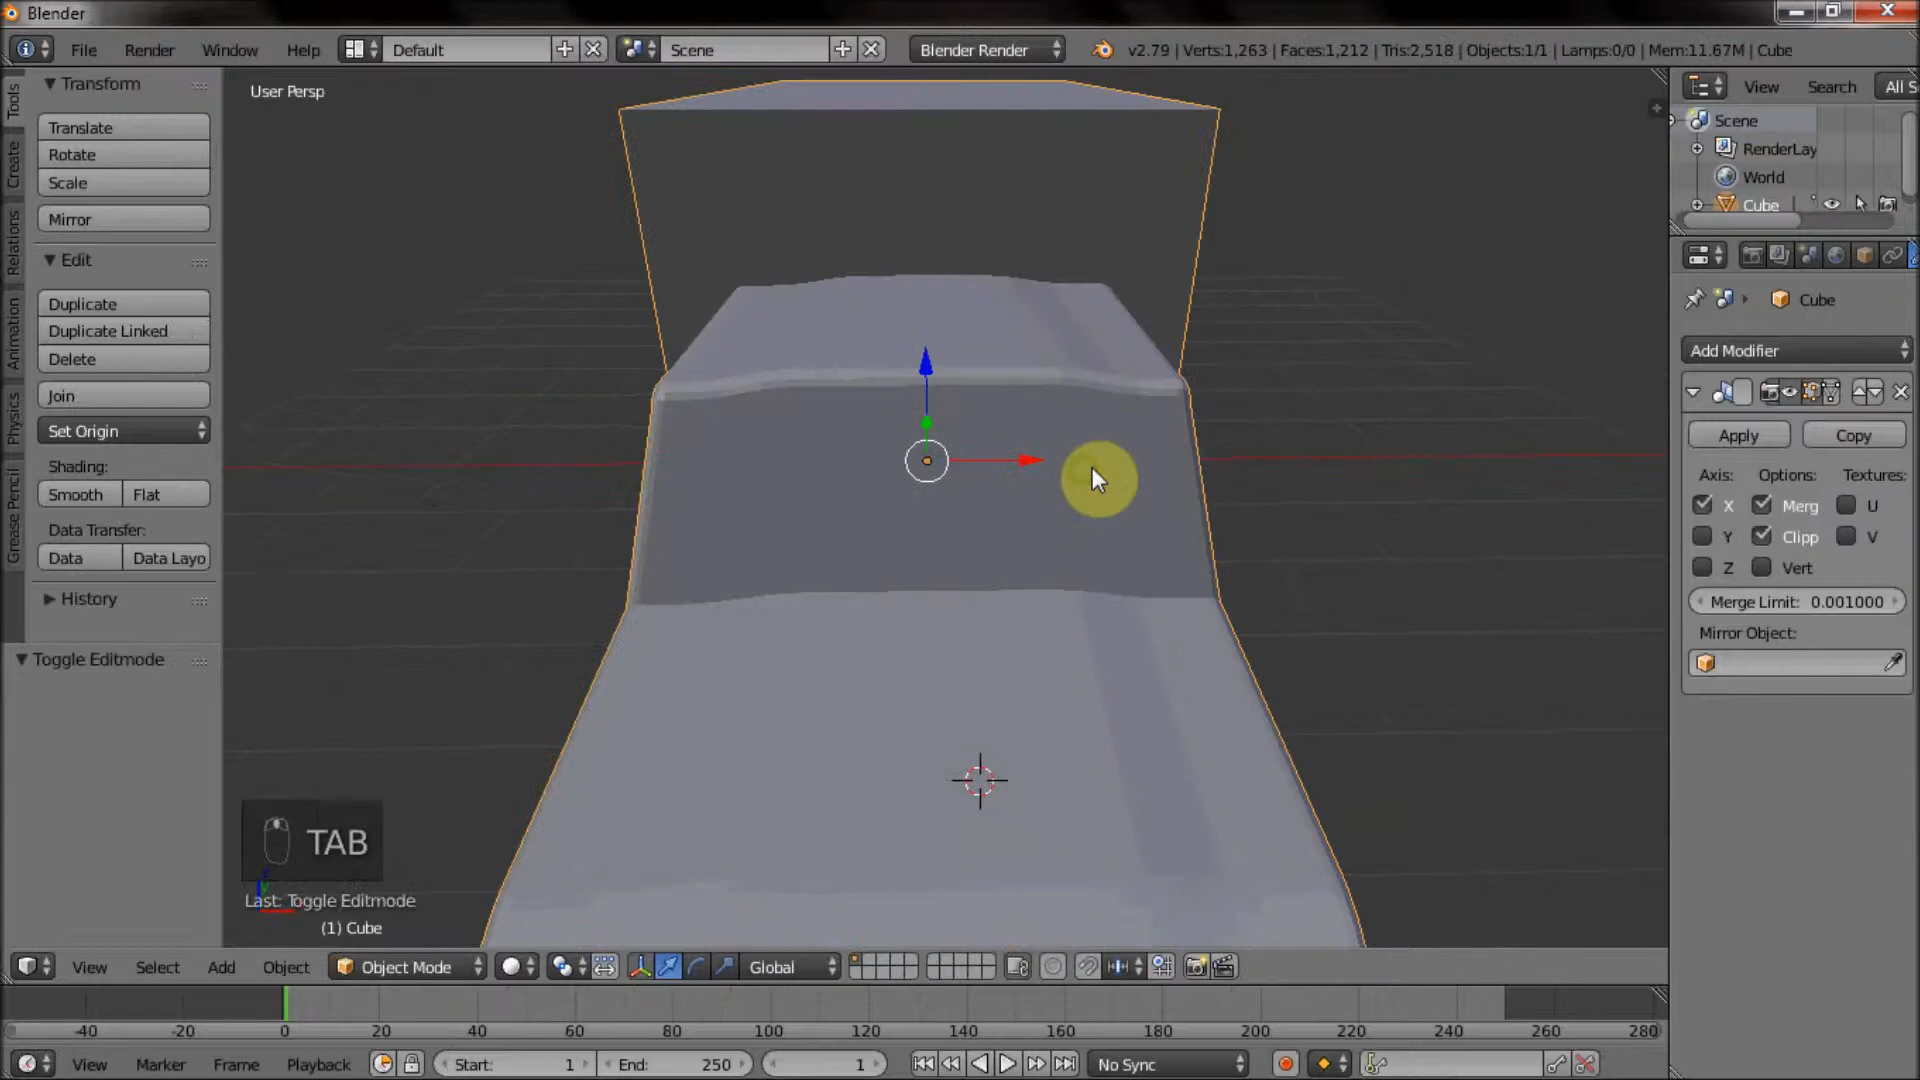 Blender
File Render Window Help Default Scene Blender Render v2.79 | Verts:1,263 | Faces:1,212 | Tris:2,518 | Objects:1/1 | Lamps:0/0 | Mem:11.67M | Cube
Tools
Create
Relations
Animation
Physics
Grease Pencil
Transform
Translate
Rotate
Scale
Mirror
Edit
Duplicate
Duplicate Linked
Delete
Join
Set Origin
Shading:
Smooth Flat
Data Transfer:
Data Data Layo
History
Toggle Editmode
User Persp
TAB
Last: Toggle Editmode
(1) Cube
View Search All S
Scene
RenderLay
World
Cube
Cube
Add Modifier
Apply Copy
Axis: Options: Textures:
X Merg U
Y Clipp V
Z Vert
Merge Limit: 0.001000
Mirror Object:
View Select Add Object Object Mode Global
-40 -20 0 20 40 60 80 100 120 140 160 180 200 220 240 260 280
View Marker Frame Playback Start: 1 End: 250 1 No Sync